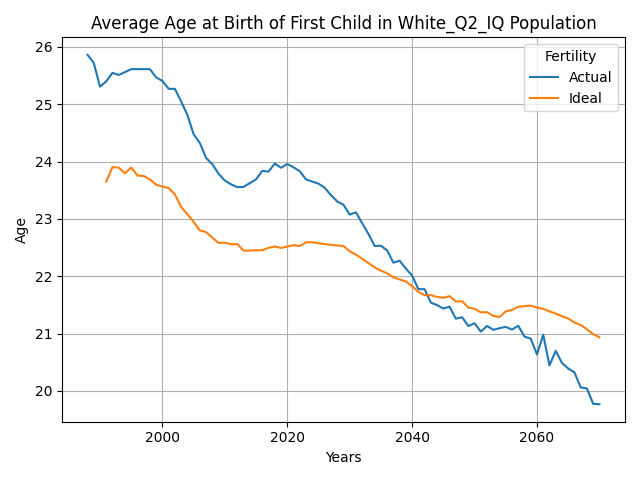 Average Age at Birth of First Child in White_Q2_IQ Population
Fertility
Actual
Ideal
Age
26
25
24
23
22
21
20
2000
2020
2040
2060
Years